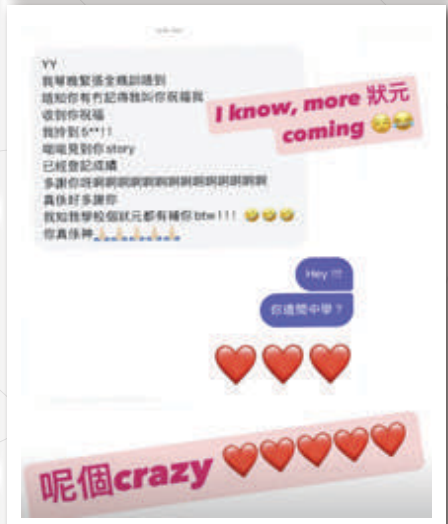 YY
我琴晚緊張全晚訓唔到
唔知你有冇記得我叫你祝福我
收到你祝福
我拎到5**!!
啱啱見到你story
已經登記成績
多謝你呀啊啊啊啊啊啊啊啊啊啊啊啊啊啊
真係好多謝你
我知我學校個狀元都有補你btw!!! 🤣🤣🤣
你真係神🙏🏻🙏🏻🙏🏻🙏🏻🙏🏻
I know, more 狀元
coming 😏😂
Hey !!!
你邊間中學?
❤️❤️❤️
呢個crazy ❤️❤️❤️❤️❤️